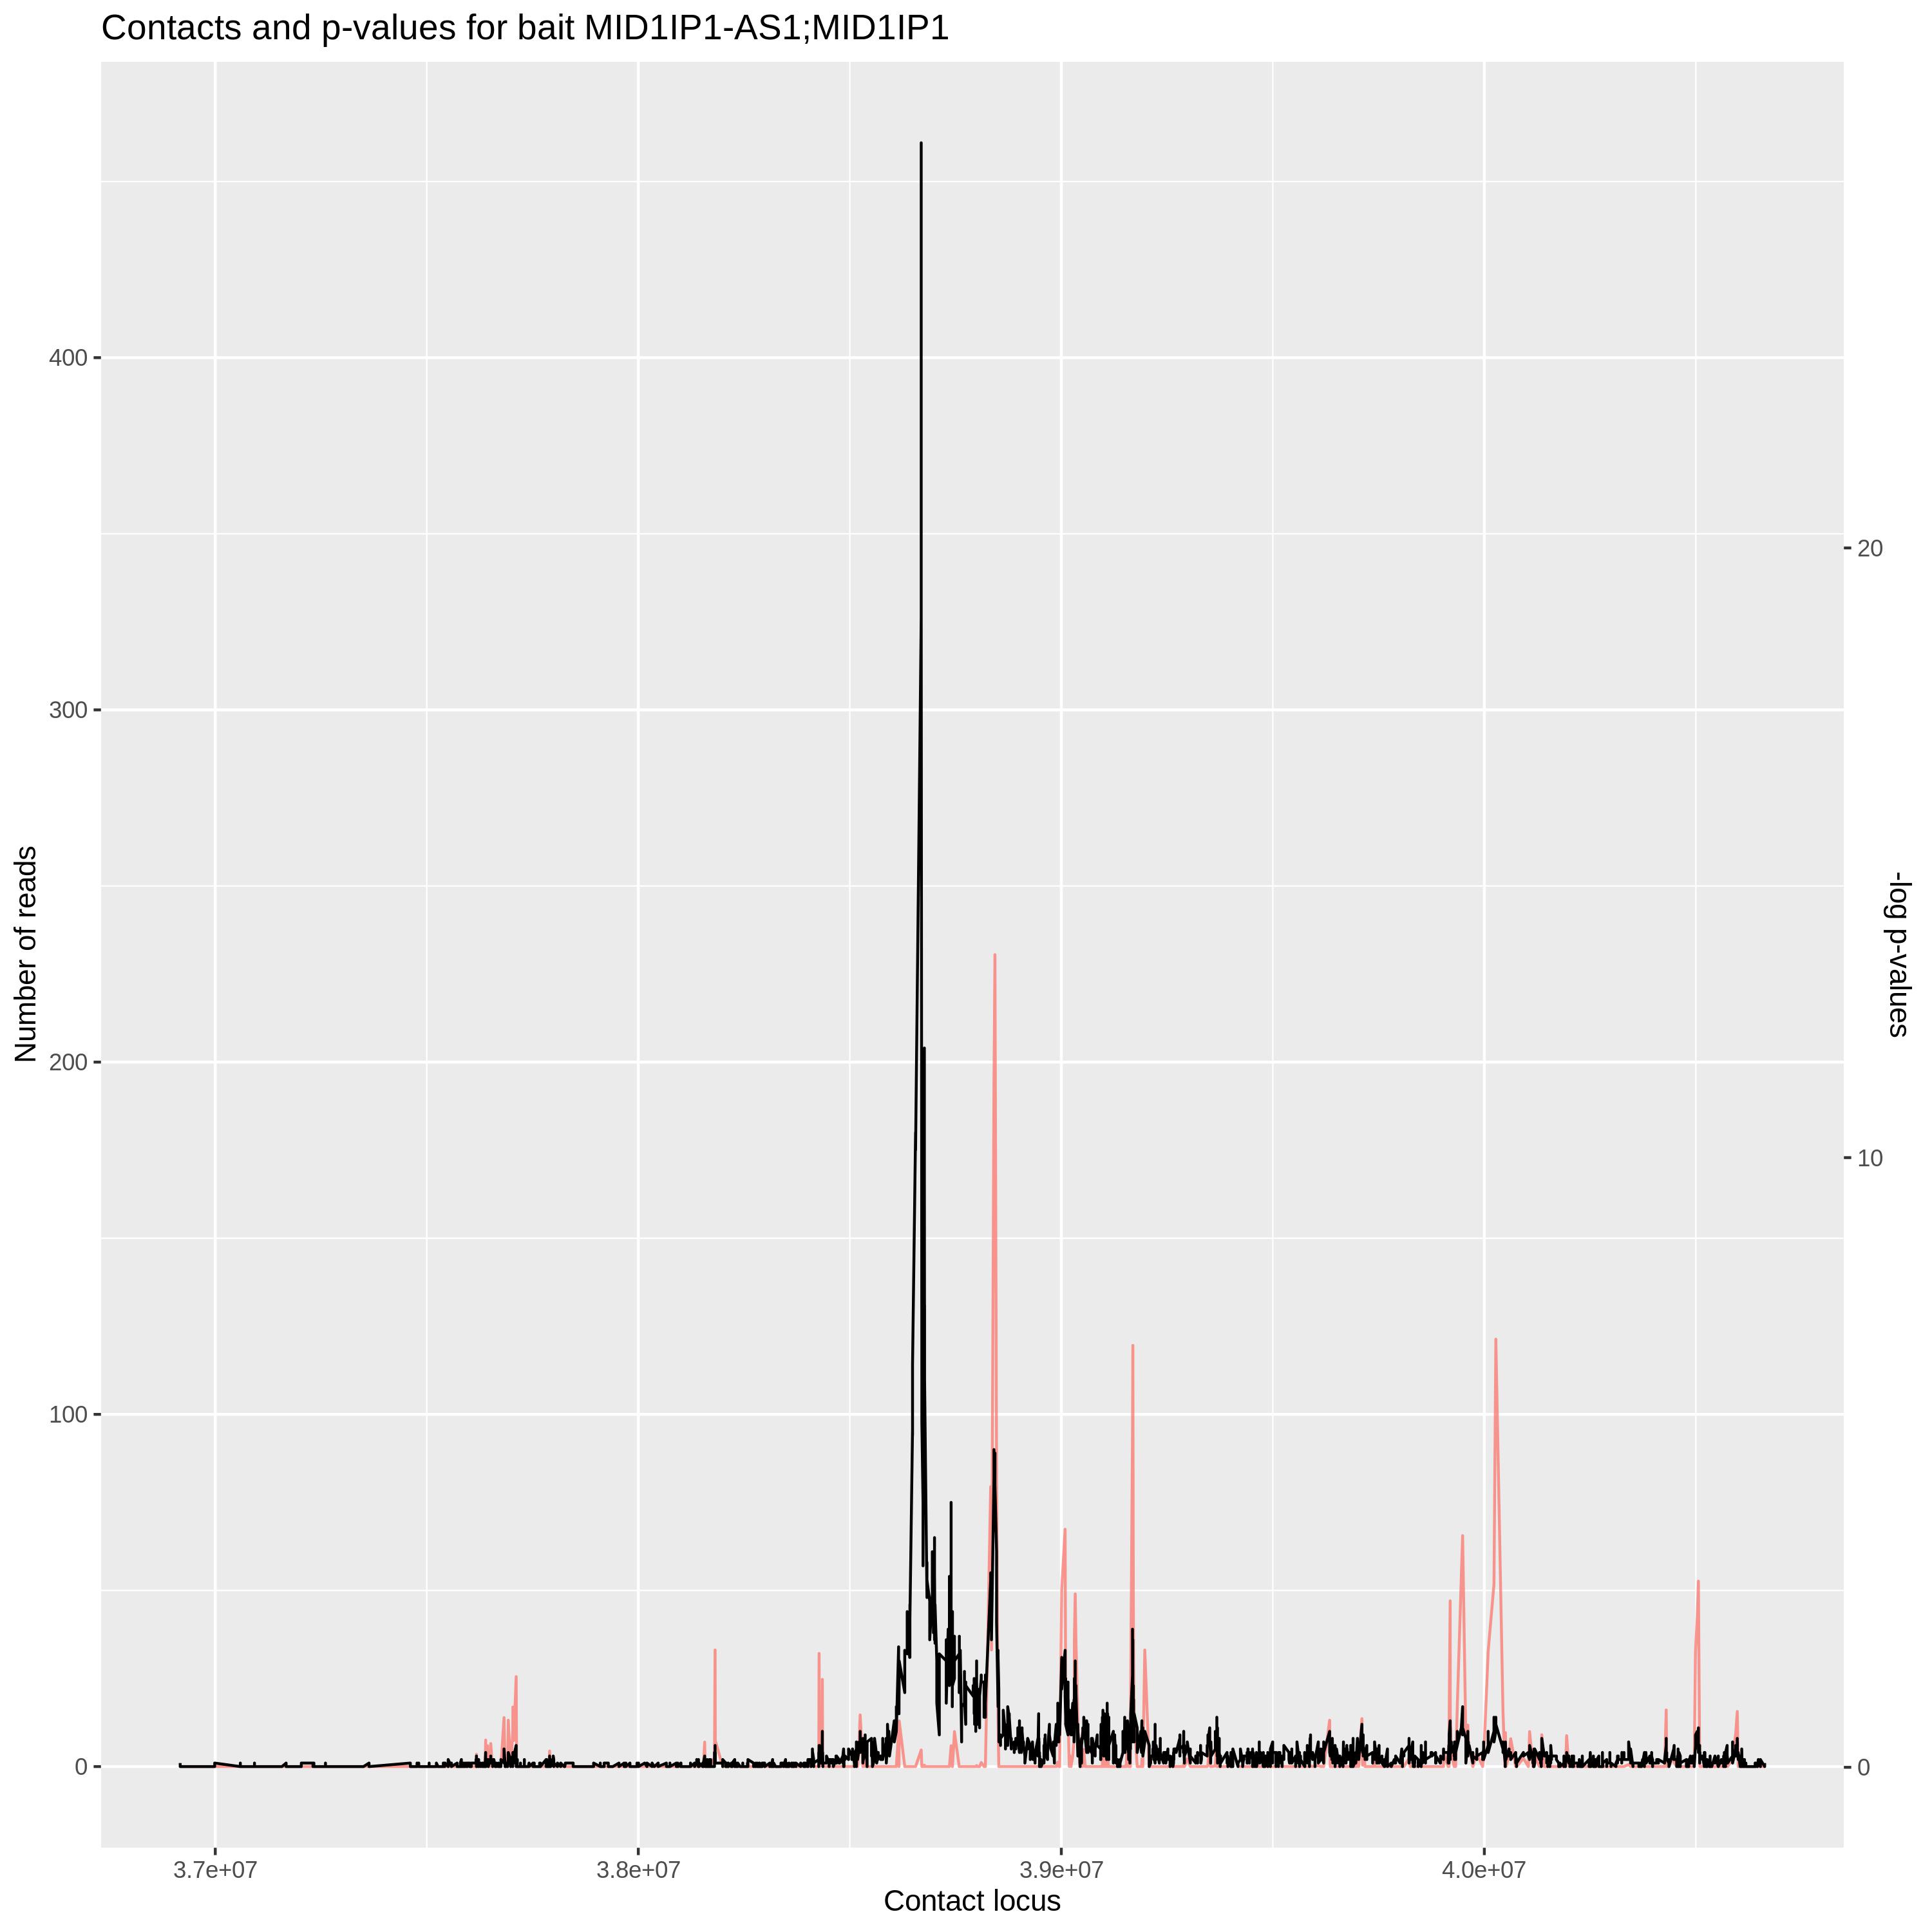 Contacts and p-values for bait MID1IP1-AS1;MID1IP1
400
300
200
100
0
Number of reads
20
10
0
-log p-values
3.7e+07
3.8e+07
3.9e+07
4.0e+07
Contact locus